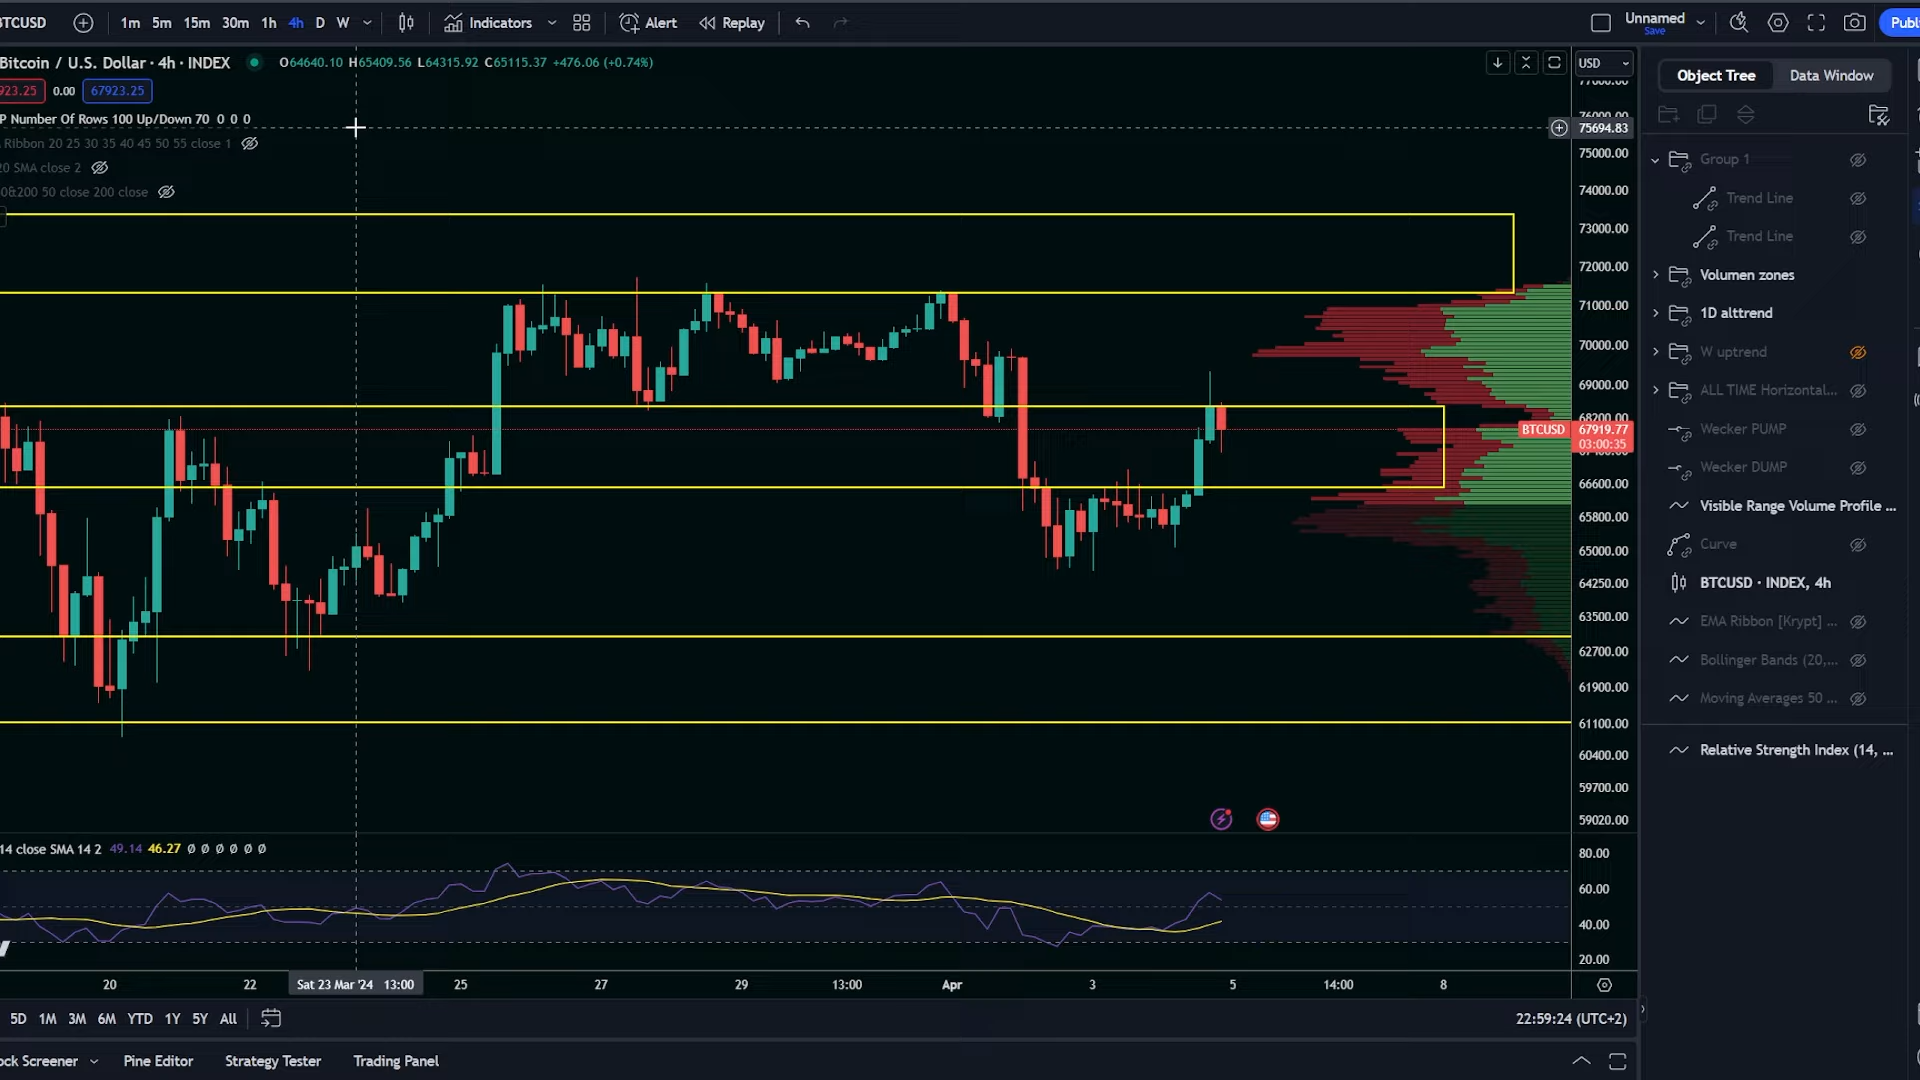 BTCUSD 1m 5m 15m 30m 1h 4h D W Indicators Alert Replay Unnamed Save Publ
Bitcoin / U.S. Dollar · 4h · INDEX O64640.10 H65409.56 L64315.92 C65115.37 +476.06 (+0.74%) USD
923.25 0.00 67923.25
P Number Of Rows 100 Up/Down 70 0 0 0
Ribbon 20 25 30 35 40 45 50 55 close 1
20 SMA close 2
0&200 50 close 200 close
76000.00
75694.83
75000.00
74000.00
73000.00
72000.00
71000.00
70000.00
69000.00
68200.00
BTCUSD 67919.77
03:00:35
66600.00
65800.00
65000.00
64250.00
63500.00
62700.00
61900.00
61100.00
60400.00
59700.00
59020.00
14 close SMA 14 2 49.14 46.27 Ø Ø Ø Ø Ø Ø
80.00
60.00
40.00
20.00
20 22 Sat 23 Mar '24 13:00 25 27 29 13:00 Apr 3 5 14:00 8
5D 1M 3M 6M YTD 1Y 5Y All 22:59:24 (UTC+2)
ock Screener Pine Editor Strategy Tester Trading Panel
Object Tree Data Window
Group 1
Trend Line
Trend Line
Volumen zones
1D alttrend
W uptrend
ALL TIME Horizontal...
Wecker PUMP
Wecker DUMP
Visible Range Volume Profile ...
Curve
BTCUSD · INDEX, 4h
EMA Ribbon [Krypt] ...
Bollinger Bands (20,...
Moving Averages 50 ...
Relative Strength Index (14, ...